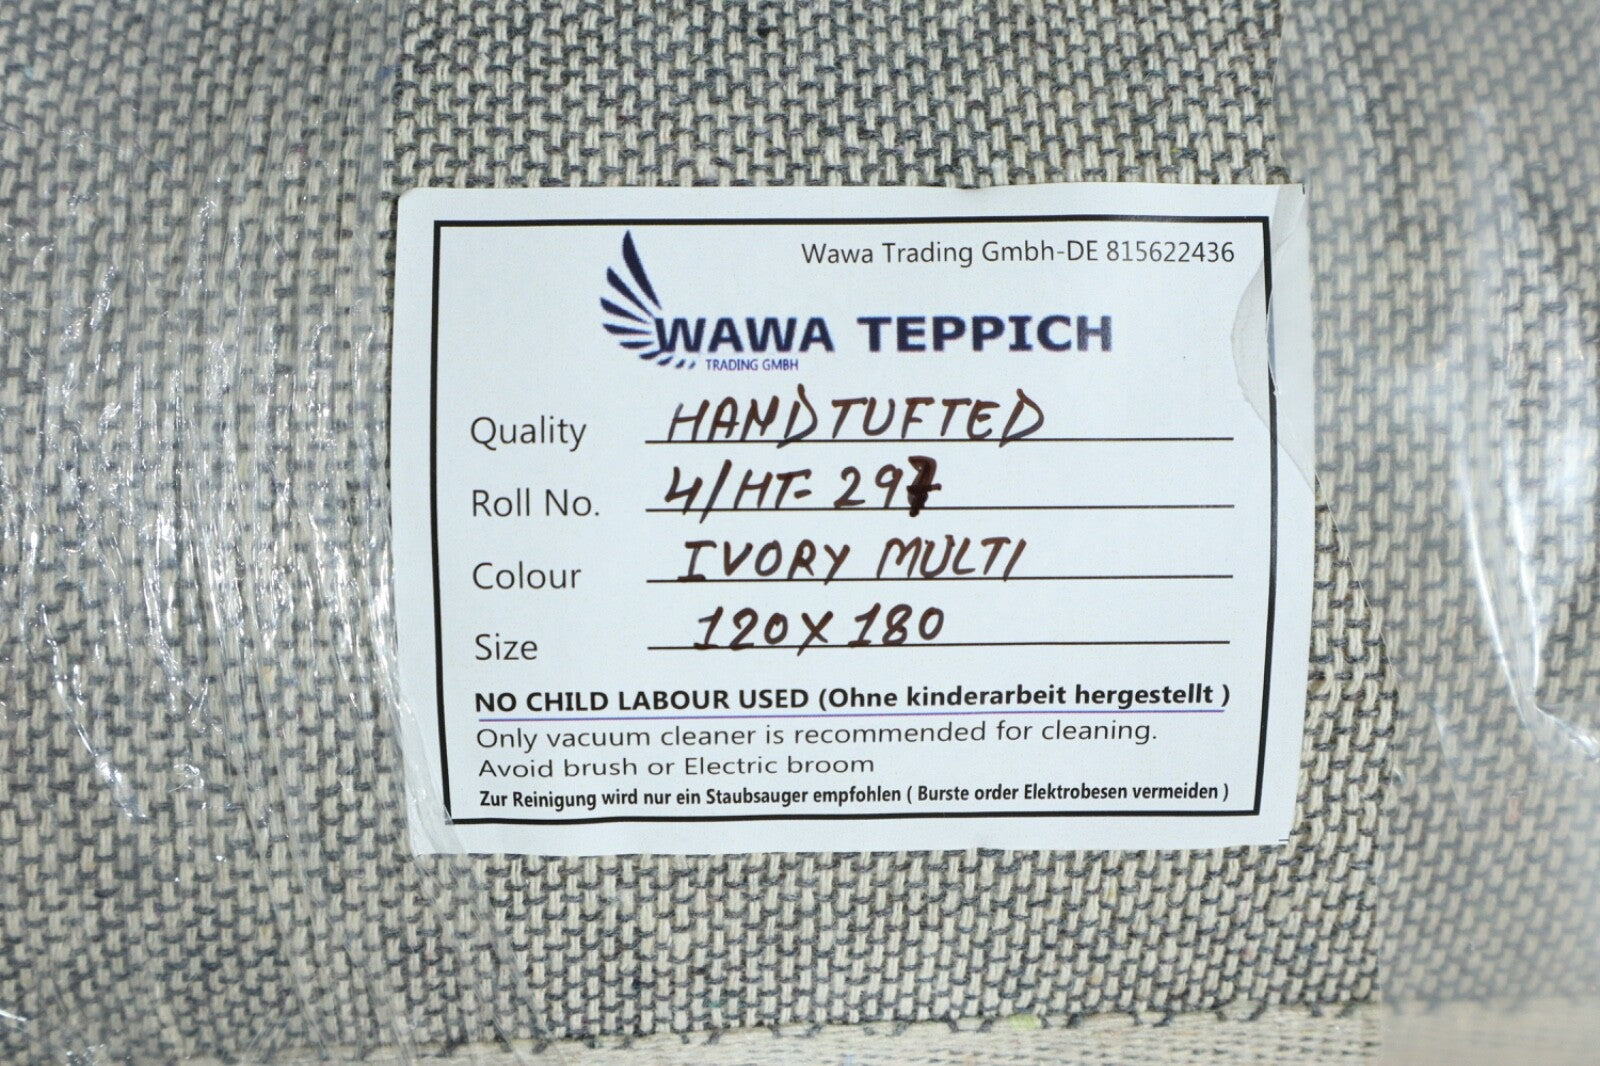 Wawa Trading Gmbh-DE 815622436
WAWA TEPPICH
TRADING GMBH
Quality HANDTUFTED
Roll No. 4/HT-297
Colour IVORY MULTI
Size 120X180
NO CHILD LABOUR USED (Ohne kinderarbeit hergestellt )
Only vacuum cleaner is recommended for cleaning.
Avoid brush or Electric broom
Zur Reinigung wird nur ein Staubsauger empfohlen ( Burste order Elektrobesen vermeiden )